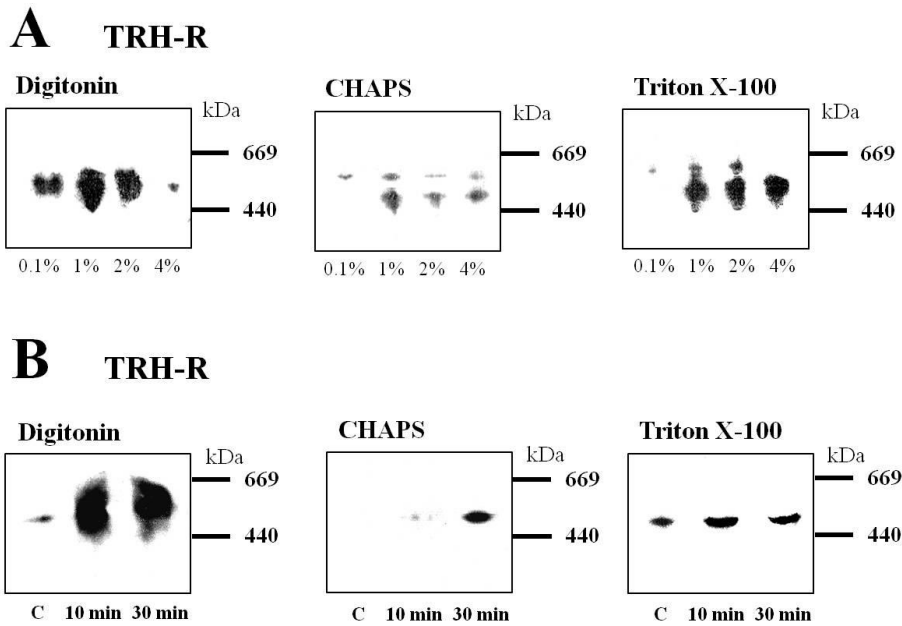 A TRH-R
Digitonin CHAPS Triton X-100
kDa kDa kDa
669 669 669
440 440 440
0.1% 1% 2% 4% 0.1% 1% 2% 4% 0.1% 1% 2% 4%
B TRH-R
Digitonin CHAPS Triton X-100
kDa kDa kDa
669 669 669
440 440 440
C 10 min 30 min C 10 min 30 min C 10 min 30 min